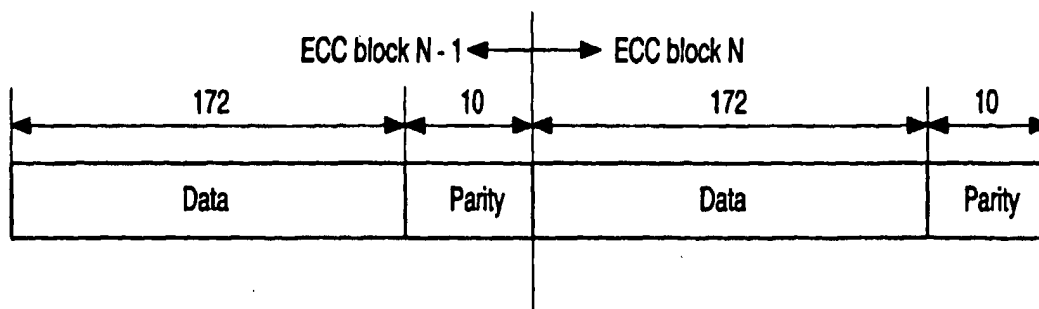 ECC block N - 1 ECC block N
172 10 172 10
Data Parity Data Parity